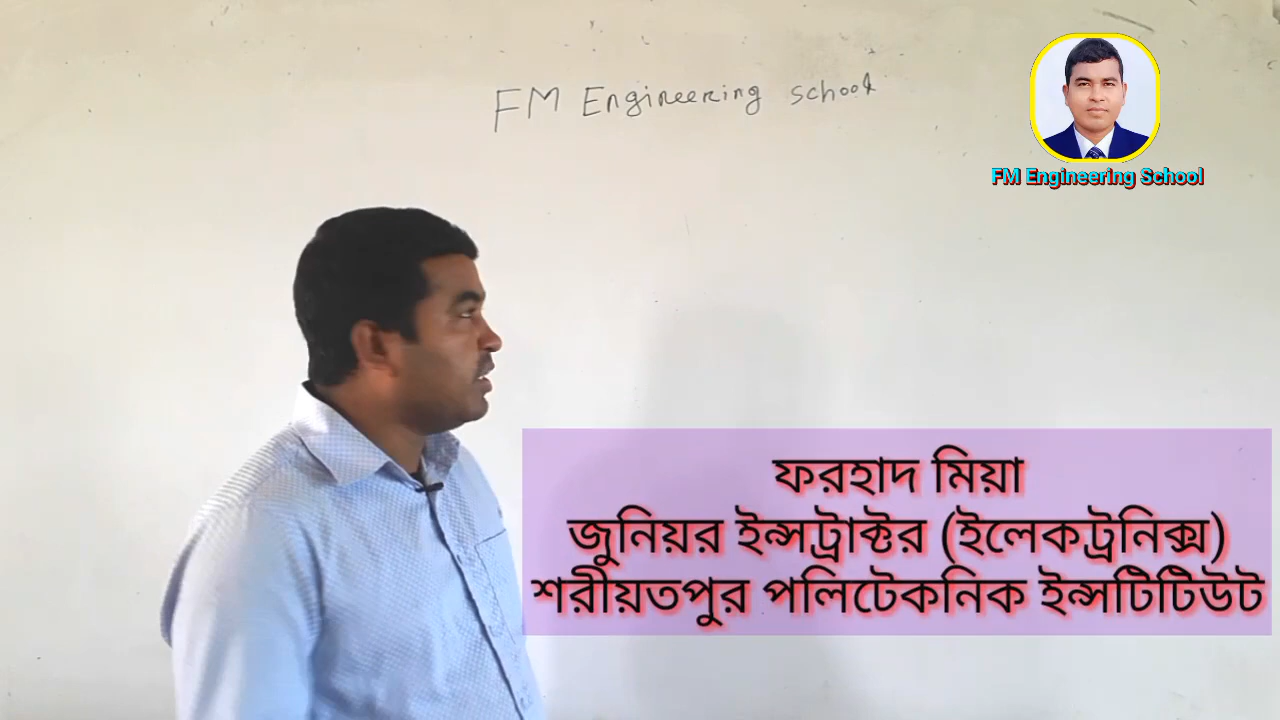 FM Engineering school
FM Engineering School
ফরহাদ মিয়া
জুনিয়র ইন্সট্রাক্টর (ইলেকট্রনিক্স)
শরীয়তপুর পলিটেকনিক ইন্সটিটিউট